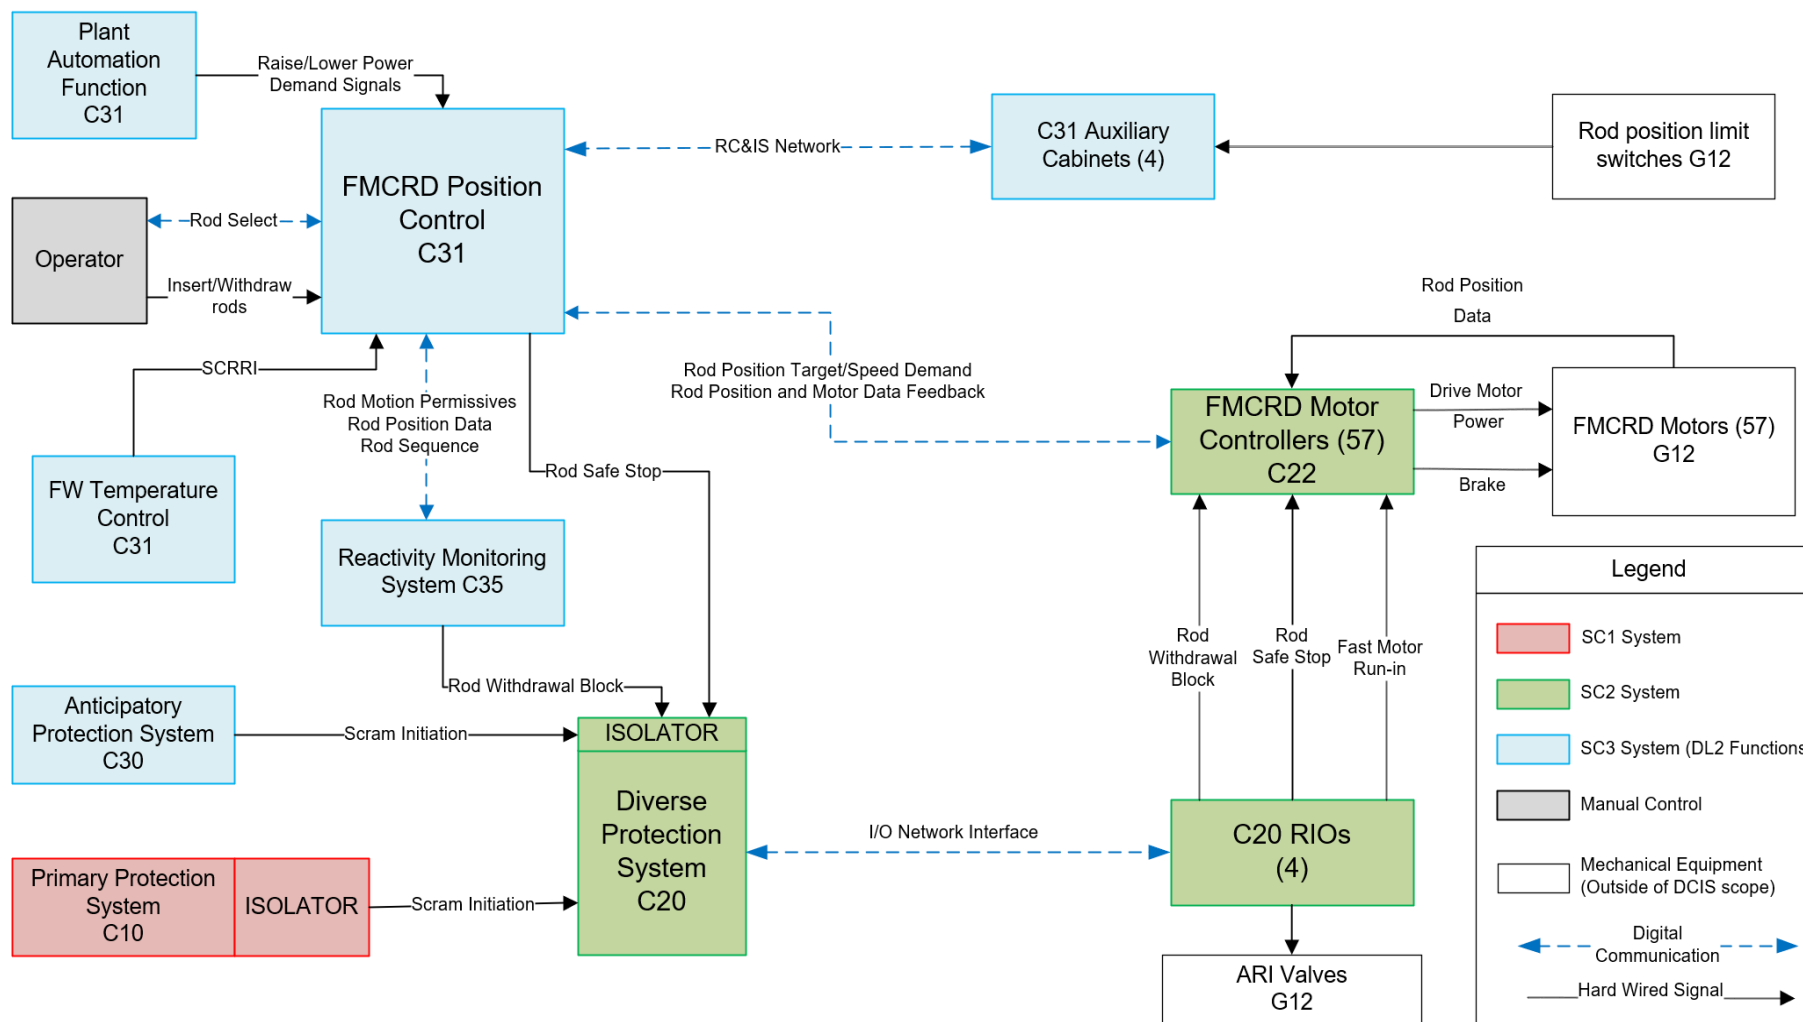 Plant
Automation
Function
C31
Raise/Lower Power
Demand Signals
FMCRD Position
Control
C31
RC&IS Network
C31 Auxiliary
Cabinets (4)
Rod position limit
switches G12
Operator
Rod Select
Insert/Withdraw
rods
SCRRI
FW Temperature
Control
C31
Rod Motion Permissives
Rod Position Data
Rod Sequence
Rod Safe Stop
Rod Position Target/Speed Demand
Rod Position and Motor Data Feedback
Rod Position
Data
FMCRD Motor
Controllers (57)
C22
Drive Motor
Power
Brake
FMCRD Motors (57)
G12
Reactivity Monitoring
System C35
Rod Withdrawal Block
Rod
Withdrawal
Block
Rod
Safe Stop
Fast Motor
Run-in
Anticipatory
Protection System
C30
Scram Initiation
ISOLATOR
Diverse
Protection
System
C20
I/O Network Interface
C20 RIOs
(4)
Primary Protection
System
C10
ISOLATOR
Scram Initiation
ARI Valves
G12
Legend
SC1 System
SC2 System
SC3 System (DL2 Functions
Manual Control
Mechanical Equipment
(Outside of DCIS scope)
Digital
Communication
Hard Wired Signal